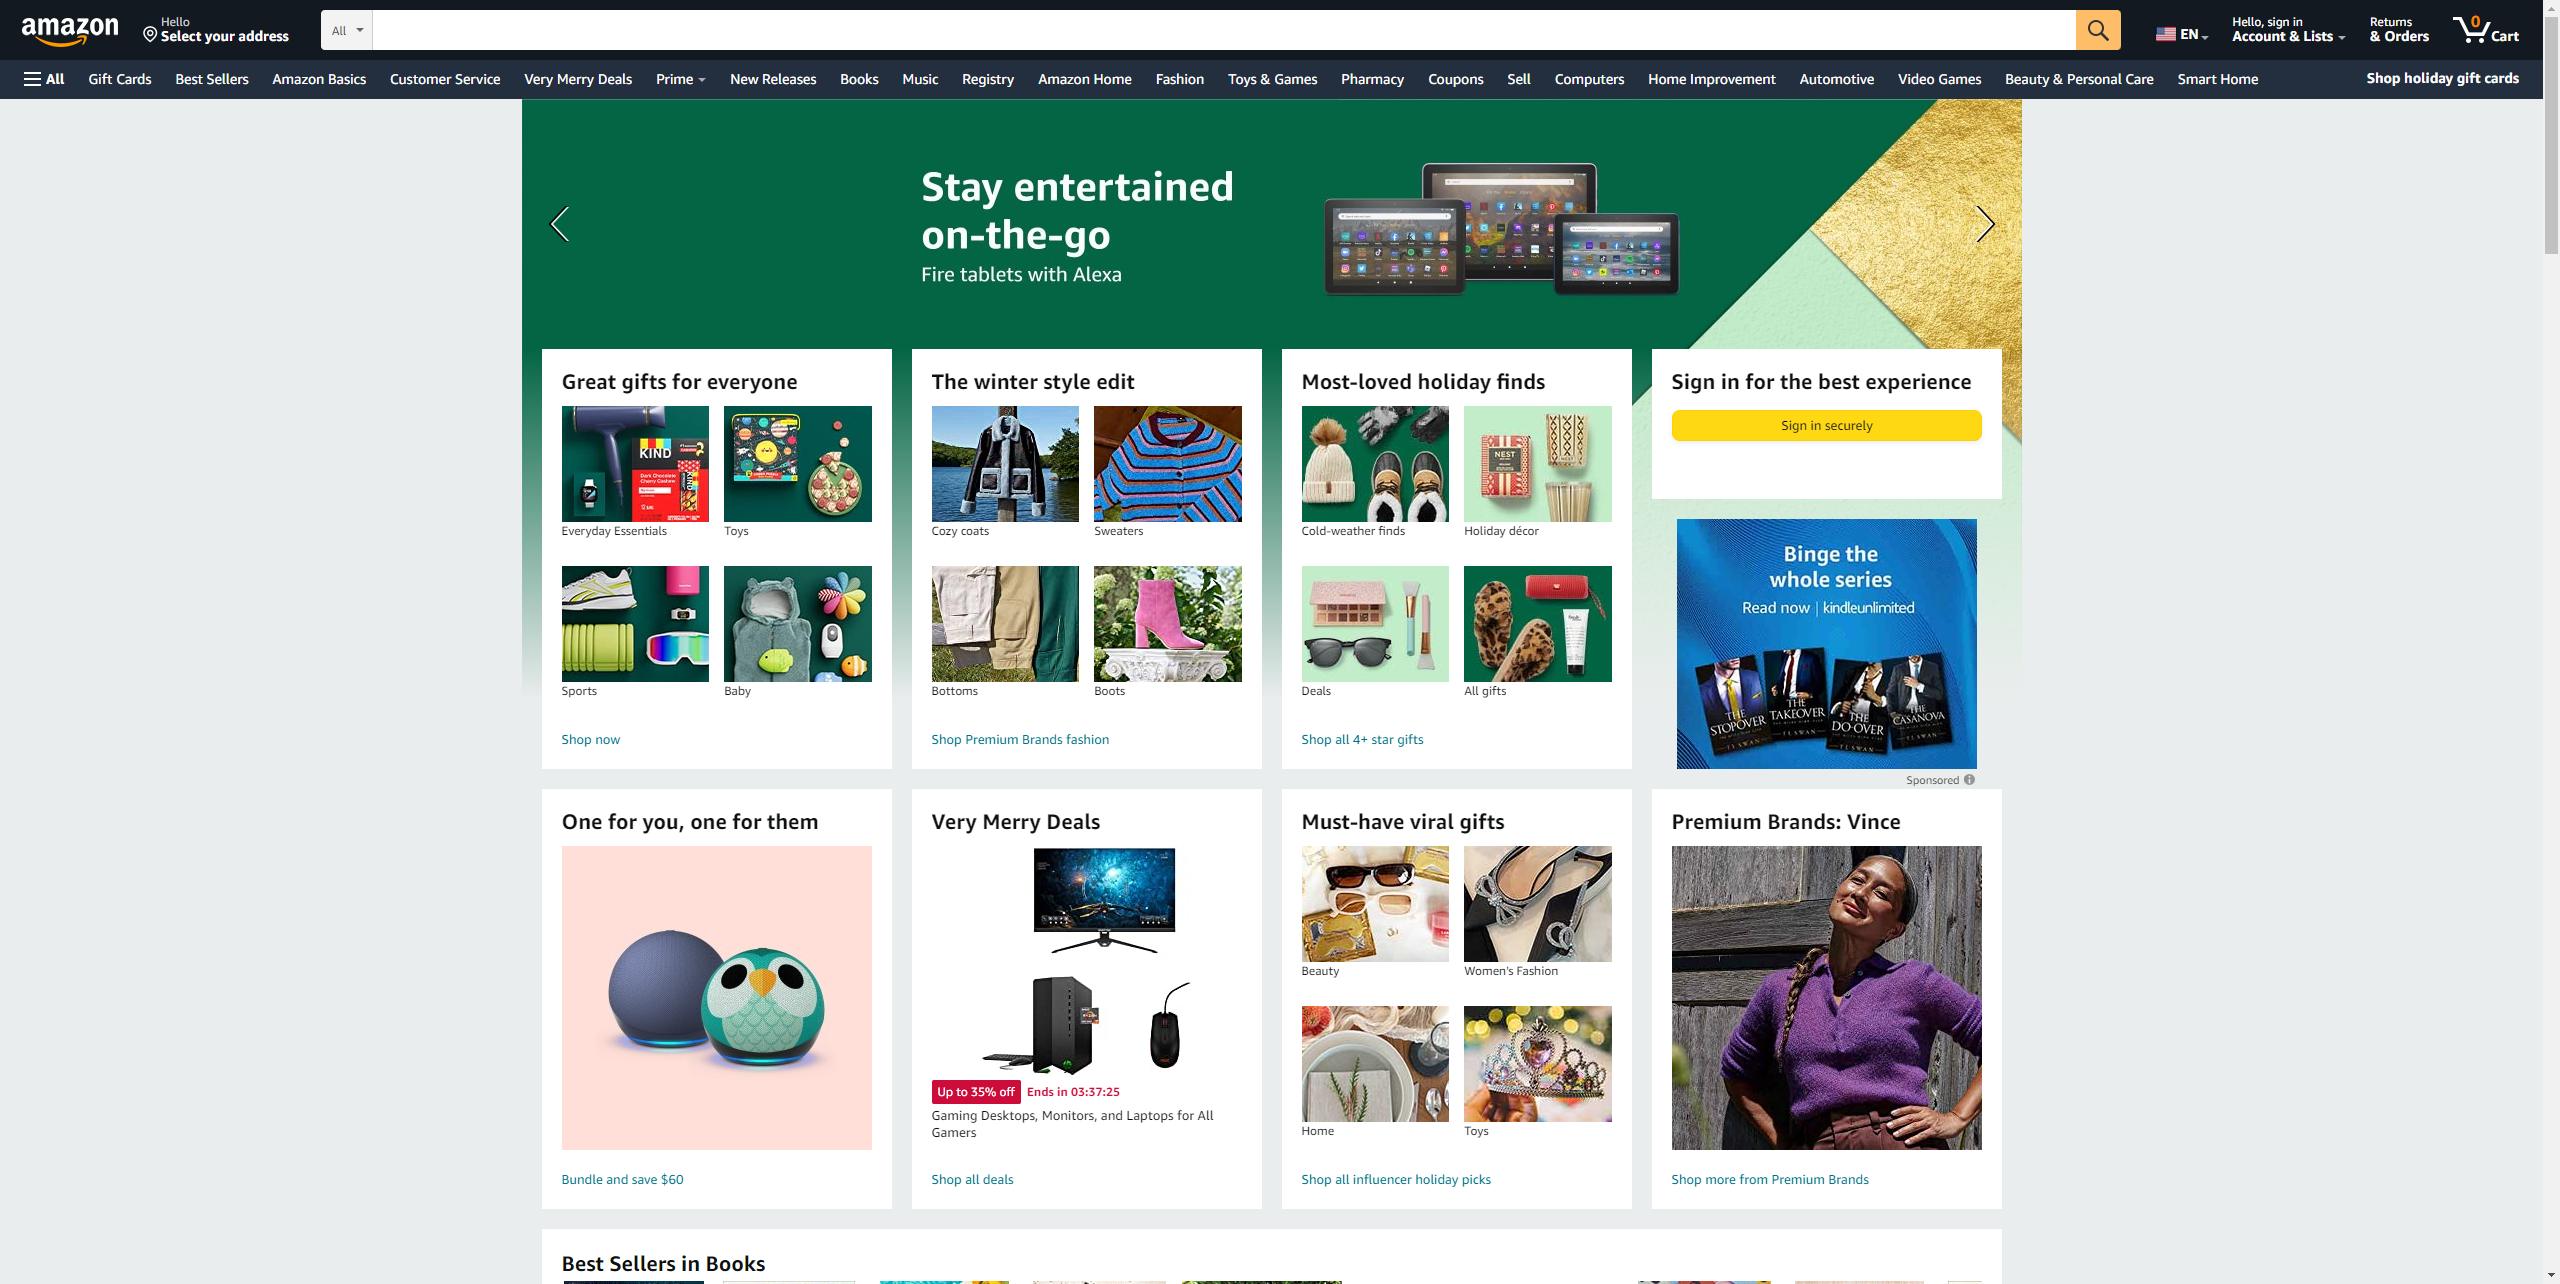 amazon
Hello
Select your address
All
EN
Hello, sign in
Account & Lists
Returns
& Orders
0
Cart
All
Gift Cards
Best Sellers
Amazon Basics
Customer Service
Very Merry Deals
Prime
New Releases
Books
Music
Registry
Amazon Home
Fashion
Toys & Games
Pharmacy
Coupons
Sell
Computers
Home Improvement
Automotive
Video Games
Beauty & Personal Care
Smart Home
Shop holiday gift cards
Stay entertained
on-the-go
Fire tablets with Alexa
Great gifts for everyone
KIND
Dark Chocolate
Cherry Cashew
Everyday Essentials
Toys
Sports
Baby
Shop now
The winter style edit
Cozy coats
Sweaters
Bottoms
Boots
Shop Premium Brands fashion
Most-loved holiday finds
NEST
Cold-weather finds
Holiday décor
Deals
All gifts
Shop all 4+ star gifts
Sign in for the best experience
Sign in securely
Binge the
whole series
Read now | kindleunlimited
THE
STOPOVER
T L SWAN
THE
TAKEOVER
T L SWAN
THE
DO-OVER
T L SWAN
THE
CASANOVA
T L SWAN
Sponsored
One for you, one for them
Bundle and save $60
Very Merry Deals
Up to 35% off
Ends in 03:37:25
Gaming Desktops, Monitors, and Laptops for All
Gamers
Shop all deals
Must-have viral gifts
Beauty
Women's Fashion
Home
Toys
Shop all influencer holiday picks
Premium Brands: Vince
Shop more from Premium Brands
Best Sellers in Books